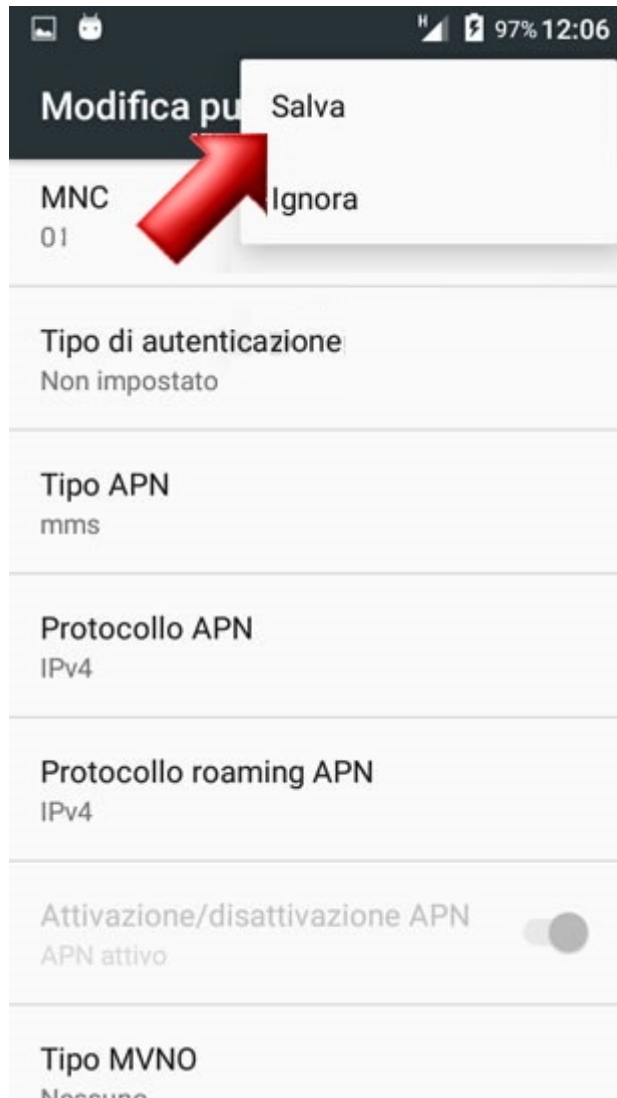 H 97% 12:06
Modifica pu
Salva
Ignora
MNC
01
Tipo di autenticazione
Non impostato
Tipo APN
mms
Protocollo APN
IPv4
Protocollo roaming APN
IPv4
Attivazione/disattivazione APN
APN attivo
Tipo MVNO
Nessuno